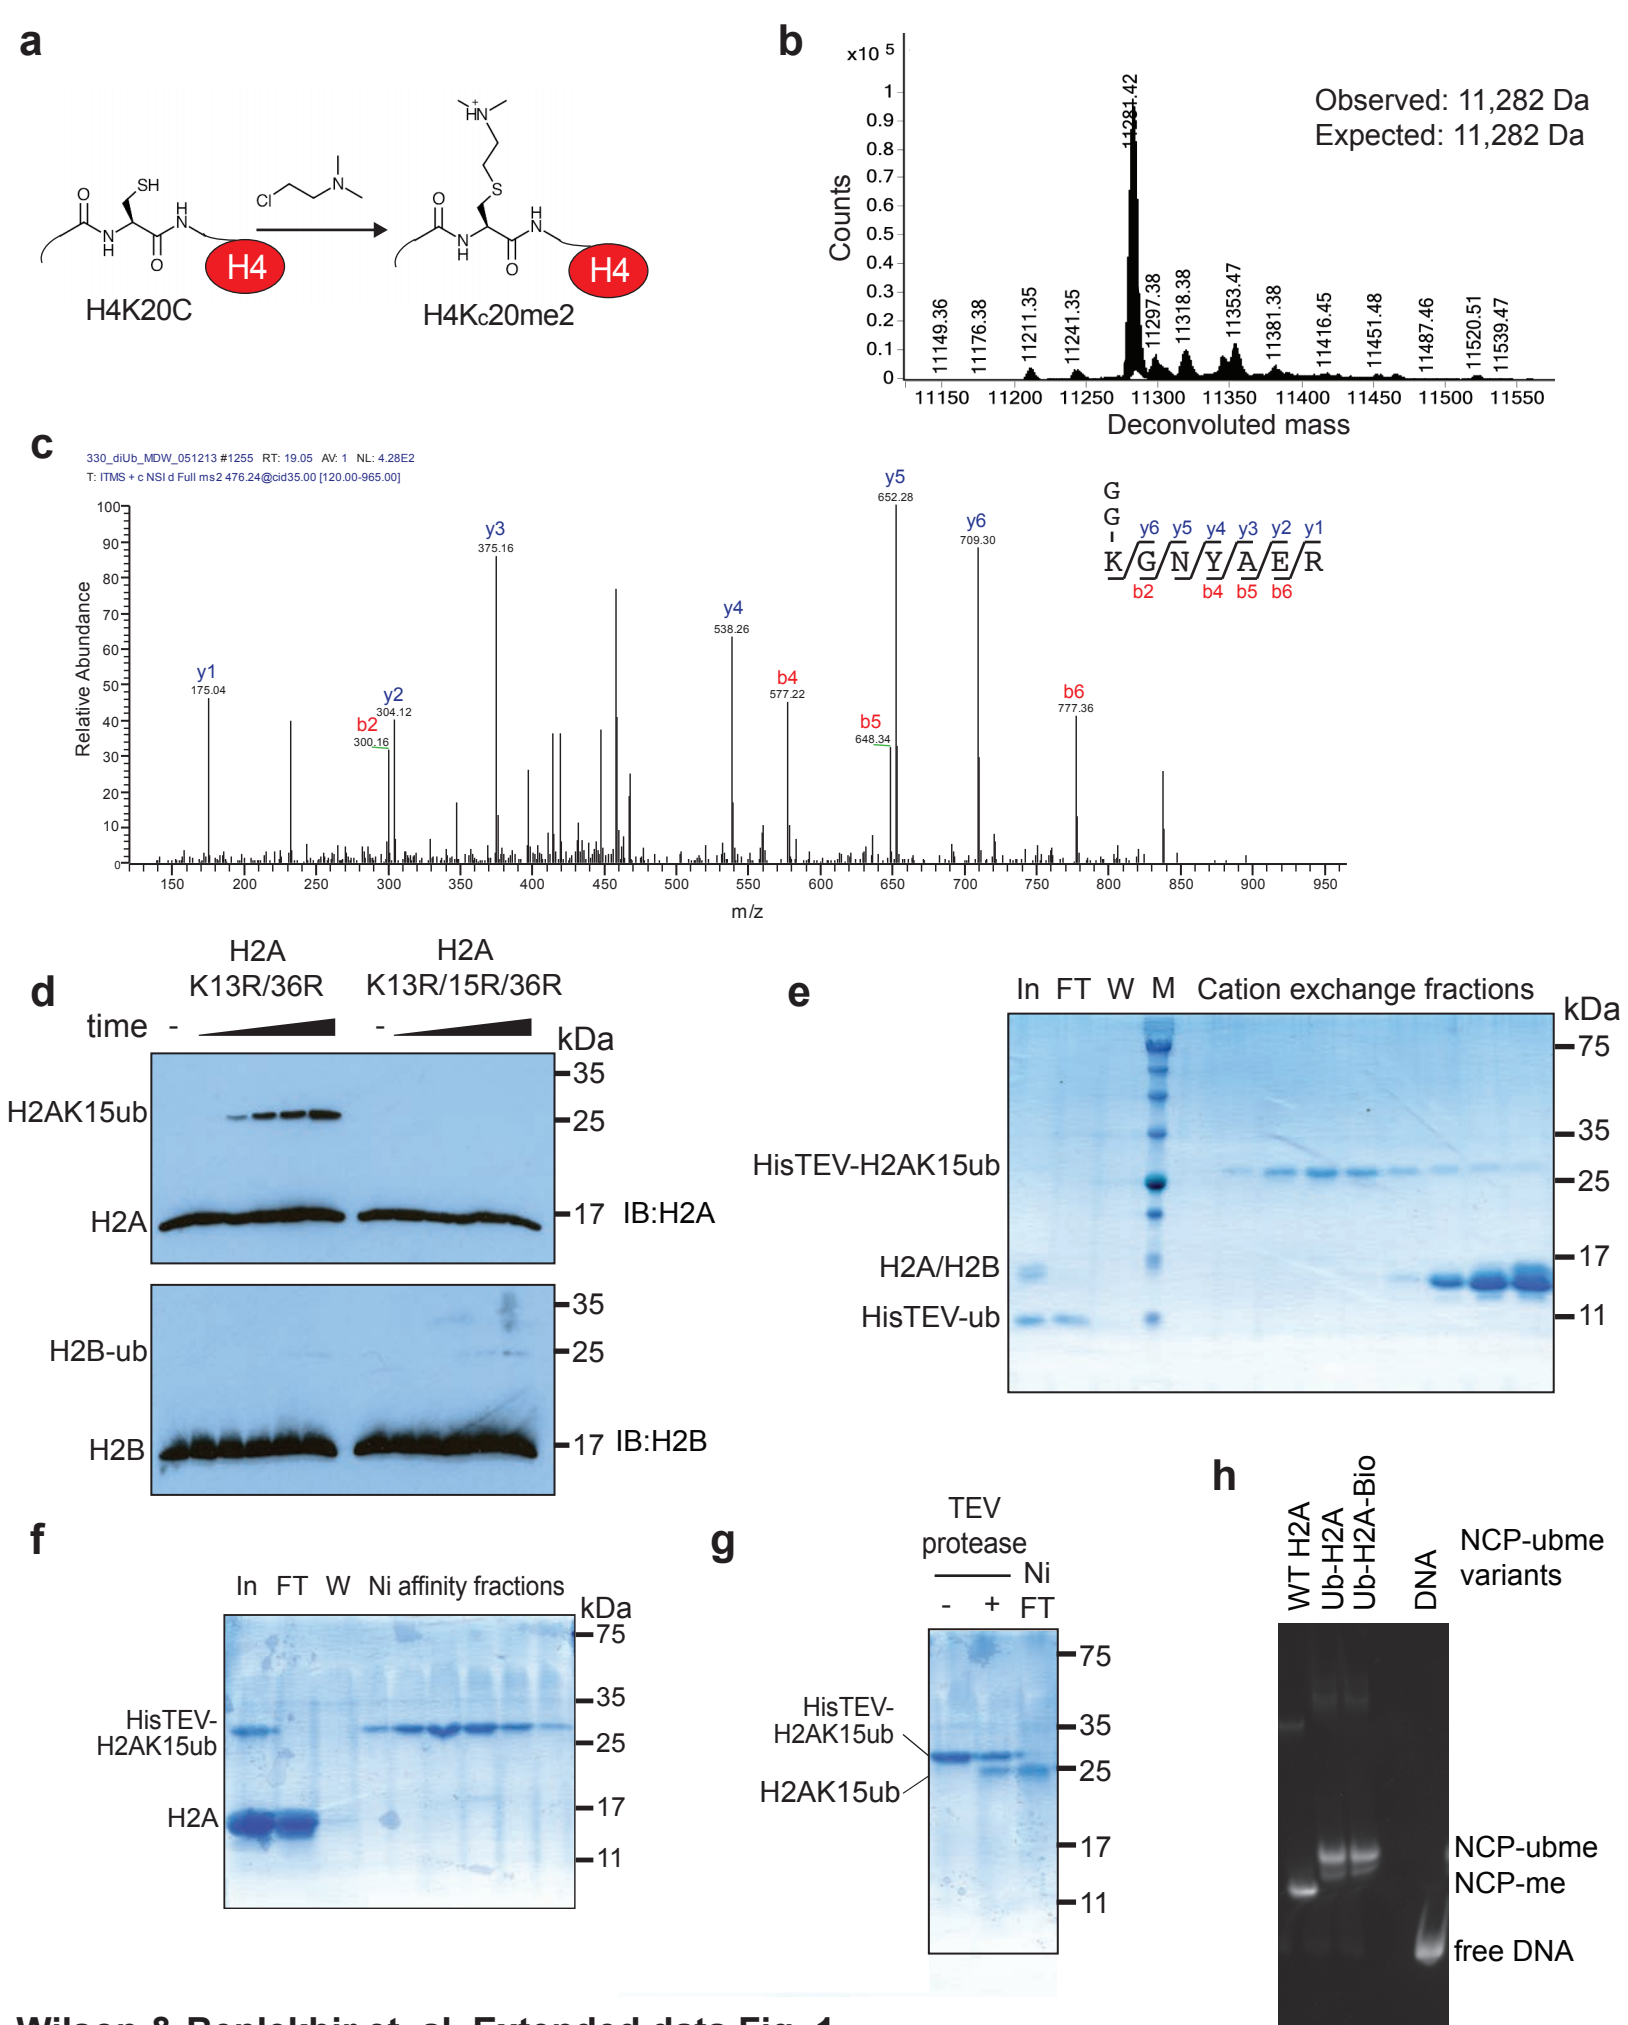 a
SH
O
N
H
O
H
N
H4
H4K20C
Cl
N
+
HN
S
O
N
H
O
H
N
H4
H4Kc20me2
b
x10 5
Counts
1
0.9
0.8
0.7
0.6
0.5
0.4
0.3
0.2
0.1
0
11149.36
11176.38
11211.35
11241.35
11281.42
11297.38
11318.38
11353.47
11381.38
11416.45
11451.48
11487.46
11520.51
11539.47
Observed: 11,282 Da
Expected: 11,282 Da
11150 11200 11250 11300 11350 11400 11450 11500 11550
Deconvoluted mass
c
330_diUb_MDW_051213 #1255 RT: 19.05 AV: 1 NL: 4.28E2
T: ITMS + c NSI d Full ms2 476.24@cid35.00 [120.00-965.00]
Relative Abundance
100
90
80
70
60
50
40
30
20
10
0
y1
175.04
b2
300.16
y2
304.12
y3
375.16
y4
538.26
b4
577.22
b5
648.34
y5
652.28
y6
709.30
b6
777.36
G
G
y6 y5 y4 y3 y2 y1
K G N Y A E R
b2 b4 b5 b6
150 200 250 300 350 400 450 500 550 600 650 700 750 800 850 900 950
m/z
d
H2A
K13R/36R
H2A
K13R/15R/36R
time - -
kDa
35
H2AK15ub
25
H2A
17 IB:H2A
35
H2B-ub
25
H2B
17 IB:H2B
e
In FT W M Cation exchange fractions
kDa
75
35
HisTEV-H2AK15ub
25
17
H2A/H2B
HisTEV-ub
11
f
In FT W Ni affinity fractions
kDa
75
35
HisTEV-
H2AK15ub
25
17
H2A
11
g
TEV
protease
Ni
- + FT
75
HisTEV-
H2AK15ub
35
25
H2AK15ub
17
11
h
WT H2A
Ub-H2A
Ub-H2A-Bio
DNA
NCP-ubme
variants
NCP-ubme
NCP-me
free DNA
Wilson & Benlekbir et. al. Extended data Fig. 1